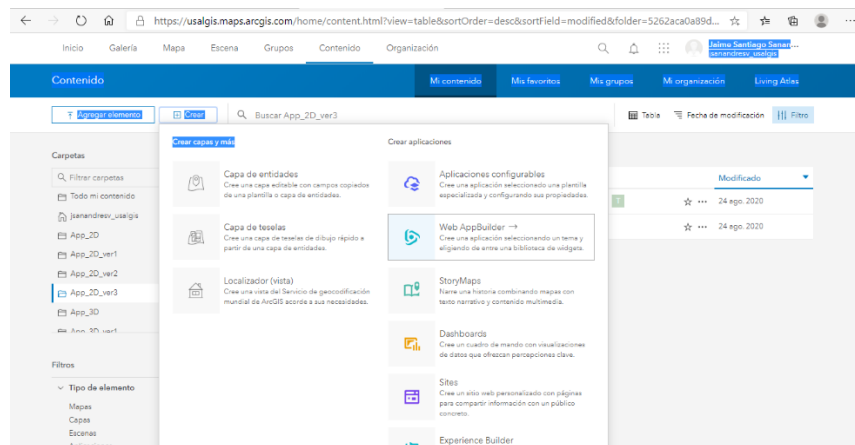 https://usalgis.maps.arcgis.com/home/content.html?view=table&sortOrder=desc&sortField=modified&folder=5262aca0a89d...
Inicio Galería Mapa Escena Grupos Contenido Organización
Jaime Santiago Sanan...
sanandresv_usalgis
Contenido Mi contenido Mis favoritos Mis grupos Mi organización Living Atlas
Agregar elemento Crear Buscar App_2D_ver3 Tabla Fecha de modificación Filtro
Crear capas y más Crear aplicaciones
Carpetas
Filtrar carpetas
Todo mi contenido
jsanandresv_usalgis
App_2D
App_2D_ver1
App_2D_ver2
App_2D_ver3
App_3D
App_3D_ver1
Filtros
Tipo de elemento
Mapas
Capas
Escenas
Capa de entidades
Cree una capa editable con campos copiados
de una plantilla o capa de entidades.
Capa de teselas
Cree una capa de teselas de dibujo rápido a
partir de una capa de entidades.
Localizador (vista)
Cree una vista del Servicio de geocodificación
mundial de ArcGIS acorde a sus necesidades.
Aplicaciones configurables
Cree una aplicación seleccionado una plantilla
especializada y configurando sus propiedades.
Web AppBuilder →
Cree una aplicación seleccionando un tema y
eligiendo de entre una biblioteca de widgets.
StoryMaps
Narre una historia combinando mapas con
texto narrativo y contenido multimedia.
Dashboards
Cree un cuadro de mando con visualizaciones
de datos que ofrezcan percepciones clave.
Sites
Cree un sitio web personalizado con páginas
para compartir información con un público
concreto.
Experience Builder
Modificado
T 24 ago. 2020
24 ago. 2020